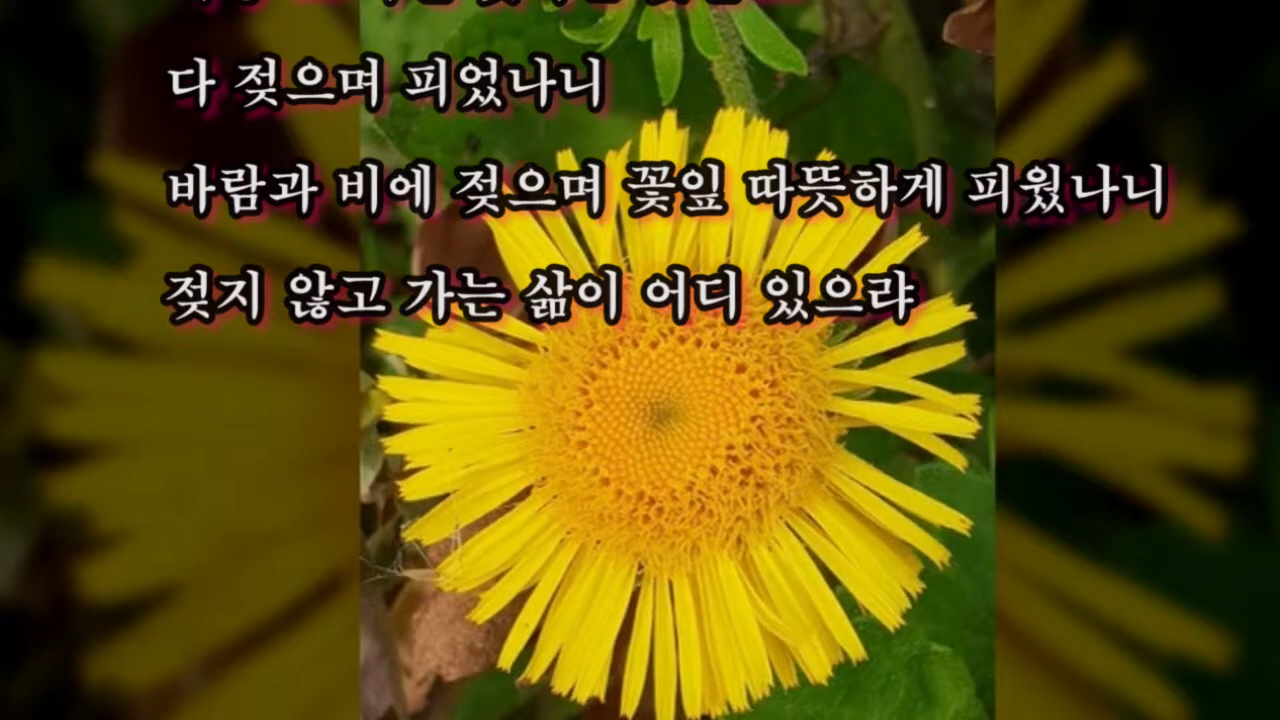 다 젖으며 피었나니
바람과 비에 젖으며 꽃잎 따뜻하게 피웠나니
젖지 않고 가는 삶이 어디 있으랴